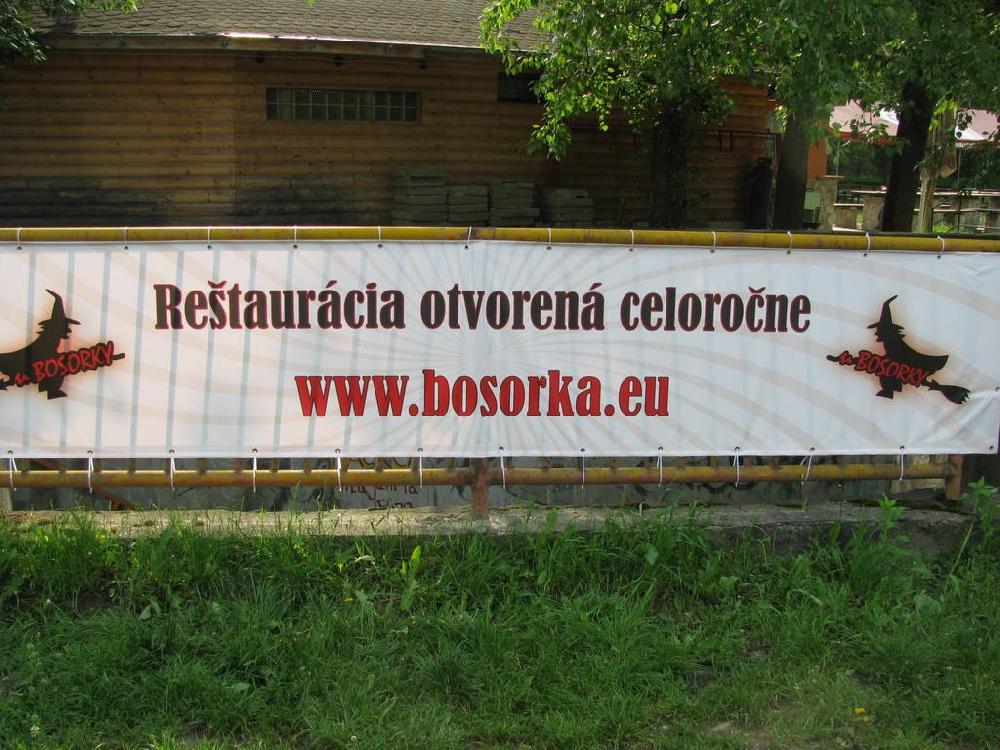 Reštaurácia otvorená celoročne
www.bosorka.eu
u BOSORKY
u BOSORKY